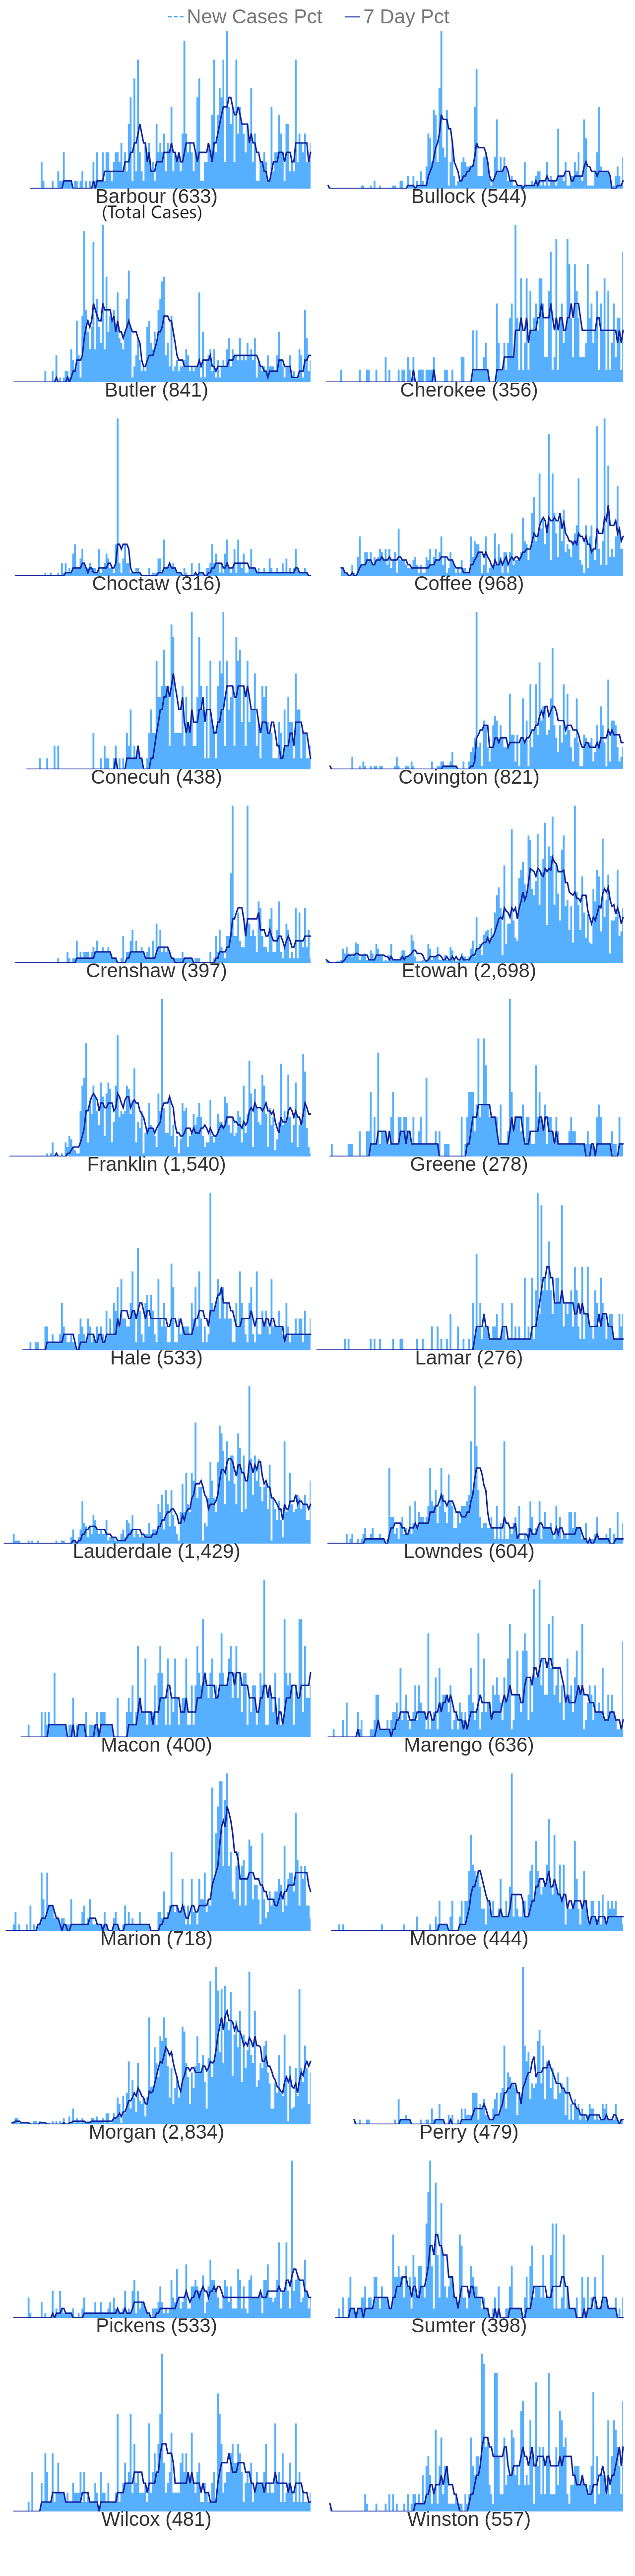 New Cases Pct 7 Day Pct
Barbour (633) Bullock (544)
(Total Cases)
Butler (841) Cherokee (356)
Choctaw (316) Coffee (968)
Conecuh (438) Covington (821)
Crenshaw (397) Etowah (2,698)
Franklin (1,540) Greene (278)
Hale (533) Lamar (276)
Lauderdale (1,429) Lowndes (604)
Macon (400) Marengo (636)
Marion (718) Monroe (444)
Morgan (2,834) Perry (479)
Pickens (533) Sumter (398)
Wilcox (481) Winston (557)